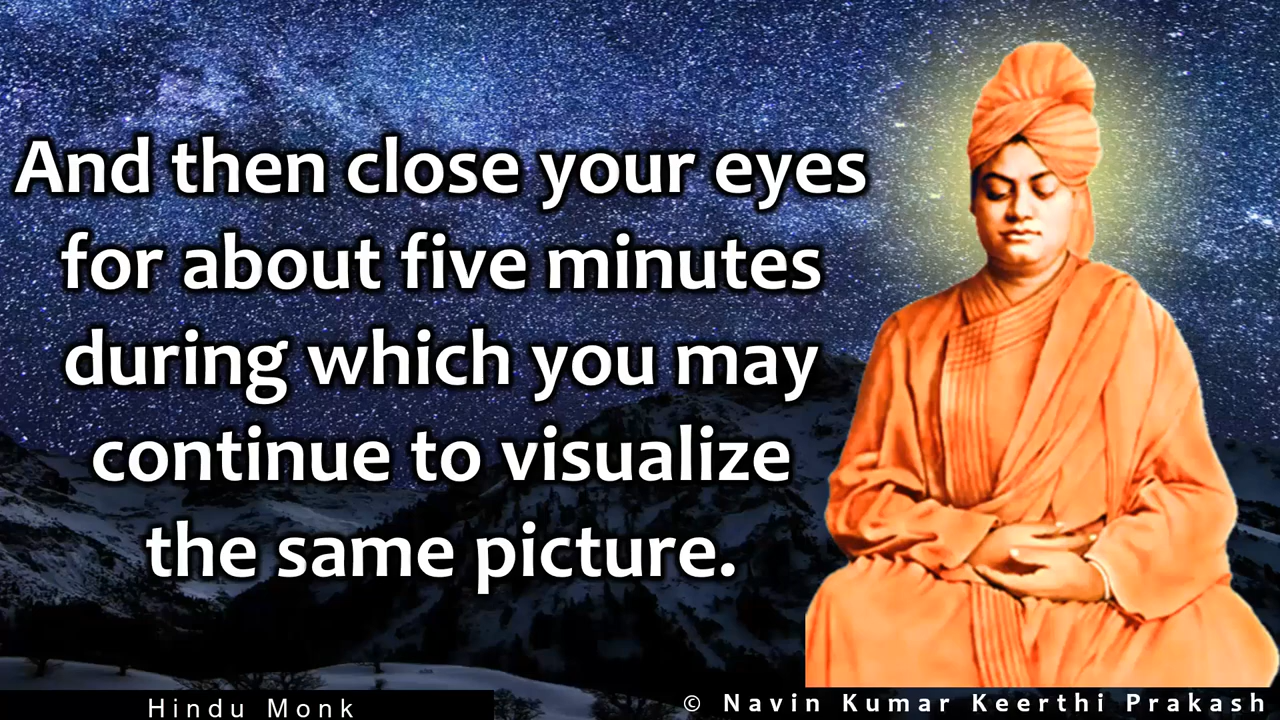 And then close your eyes
for about five minutes
during which you may
continue to visualize
the same picture.
Hindu Monk
© Navin Kumar Keerthi Prakash